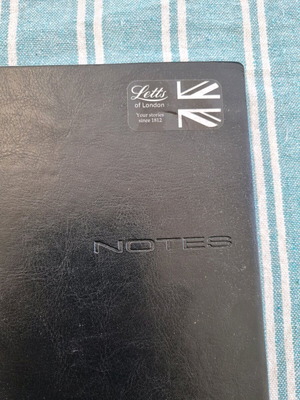 Letts
of London
Your stories
since 1812
NOTES